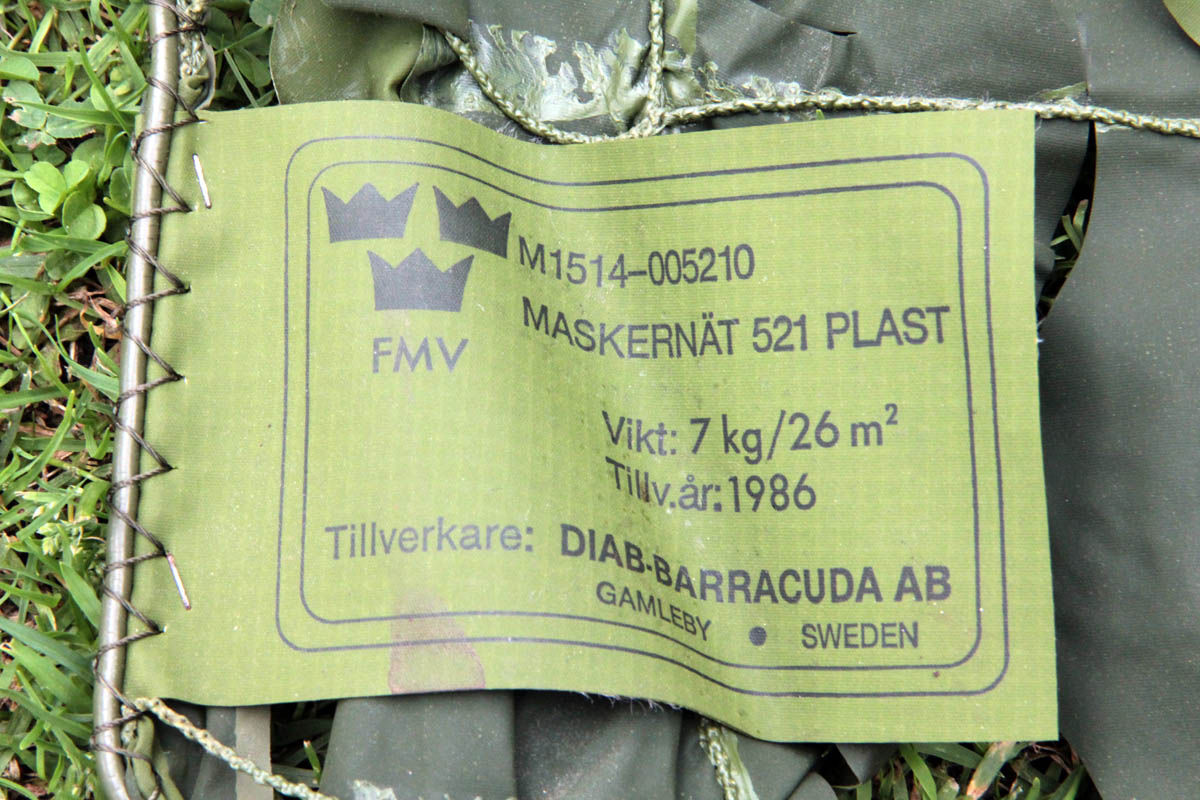 M1514-005210
MASKERNÄT 521 PLAST
FMV
Vikt: 7 kg/26 m²
Tillv.år:1986
Tillverkare: DIAB-BARRACUDA AB
GAMLEBY • SWEDEN